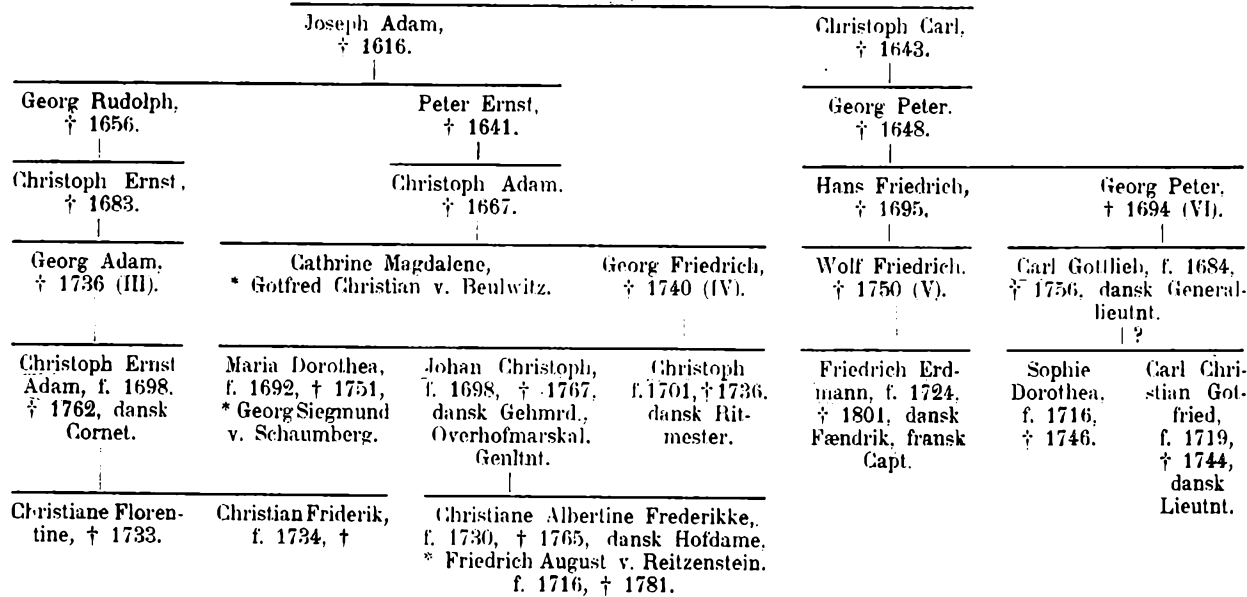 Joseph Adam,
† 1616.
Christoph Carl,
† 1643.
Georg Rudolph,
† 1656.
Peter Ernst,
† 1641.
Georg Peter.
† 1648.
Christoph Ernst,
† 1683.
Christoph Adam.
† 1667.
Hans Friedrich,
† 1695.
Georg Peter,
† 1694 (VI).
Georg Adam,
† 1736 (III).
Cathrine Magdalene,
* Gotfred Christian v. Beulwitz.
Georg Friedrich,
† 1740 (IV).
Wolf Friedrich.
† 1750 (V).
Carl Gottlieb, f. 1684,
† 1756, dansk General-
lieutnt.
?
Christoph Ernst
Adam, f. 1698.
† 1762, dansk
Cornet.
Maria Dorothea,
f. 1692, † 1751,
* Georg Siegmund
v. Schaumberg.
Johan Christoph,
f. 1698, † 1767,
dansk Gehmrd.,
Overhofmarskal.
Genltnt.
Christoph
f. 1701, † 1736.
dansk Rit-
mester.
Friedrich Erd-
mann, f. 1724,
† 1801, dansk
Fændrik, fransk
Capt.
Sophie
Dorothea,
f. 1716,
† 1746.
Carl Chri-
stian Got-
fried,
f. 1719,
† 1744,
dansk
Lieutnt.
Christiane Floren-
tine, † 1733.
Christian Friderik,
f. 1734, †
Christiane Albertine Frederikke,
f. 1730, † 1765, dansk Hofdame.
* Friedrich August v. Reitzenstein.
f. 1716, † 1781.